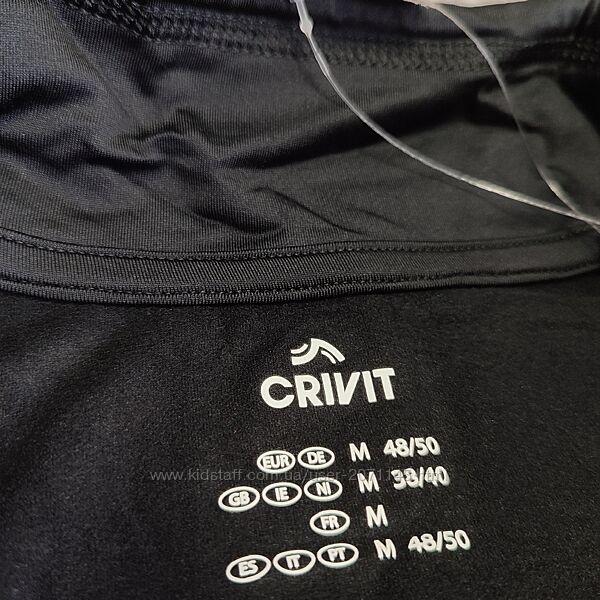 CRIVIT
EUR DE M 48/50
GB IE NI M 38/40
FR M
ES IT PT M 48/50